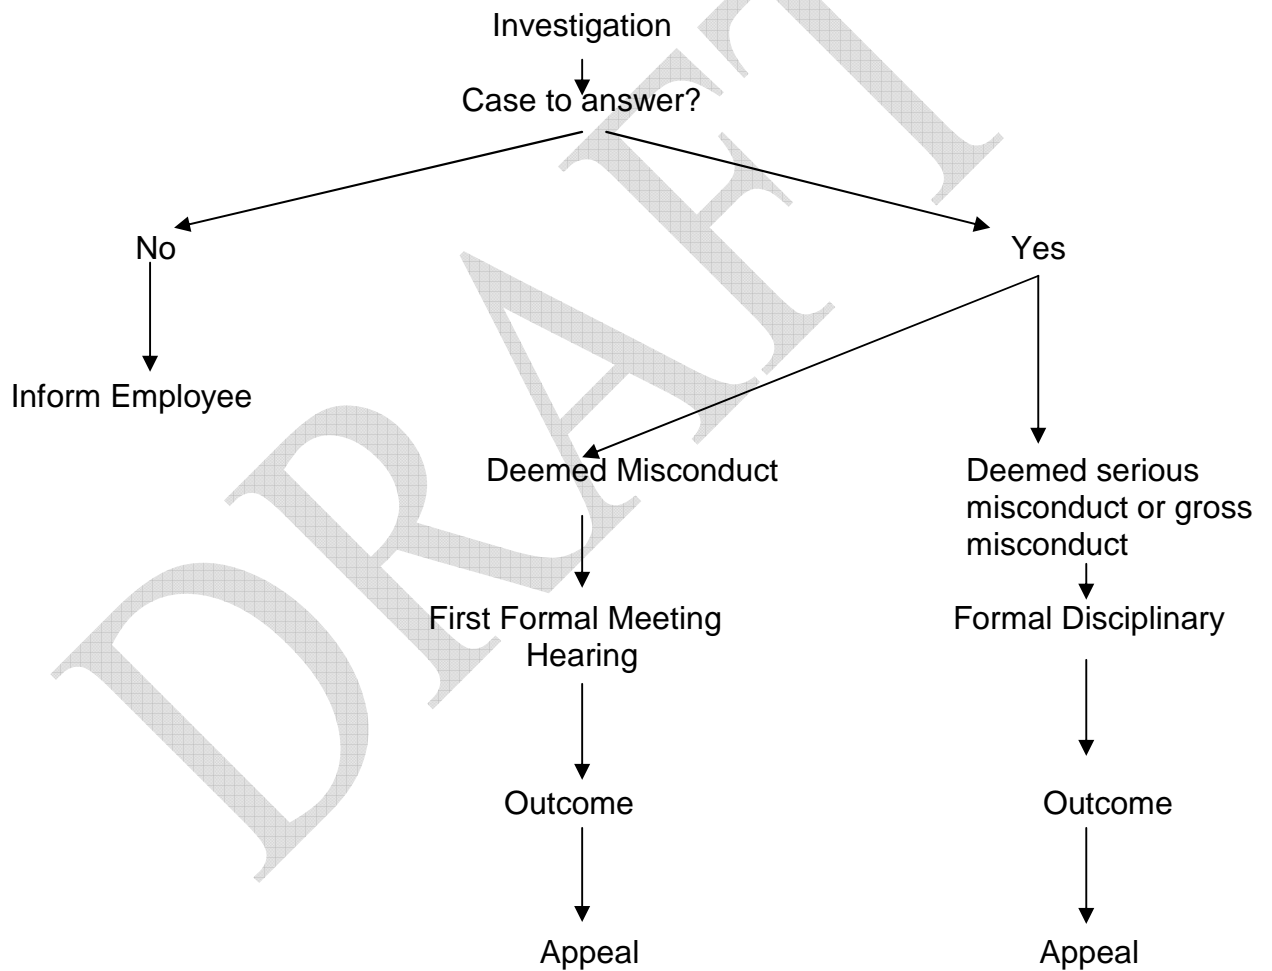 Investigation
Case to answer?
No
Yes
Inform Employee
Deemed Misconduct
Deemed serious
misconduct or gross
misconduct
First Formal Meeting
Hearing
Formal Disciplinary
Outcome
Outcome
Appeal
Appeal
DRAFT